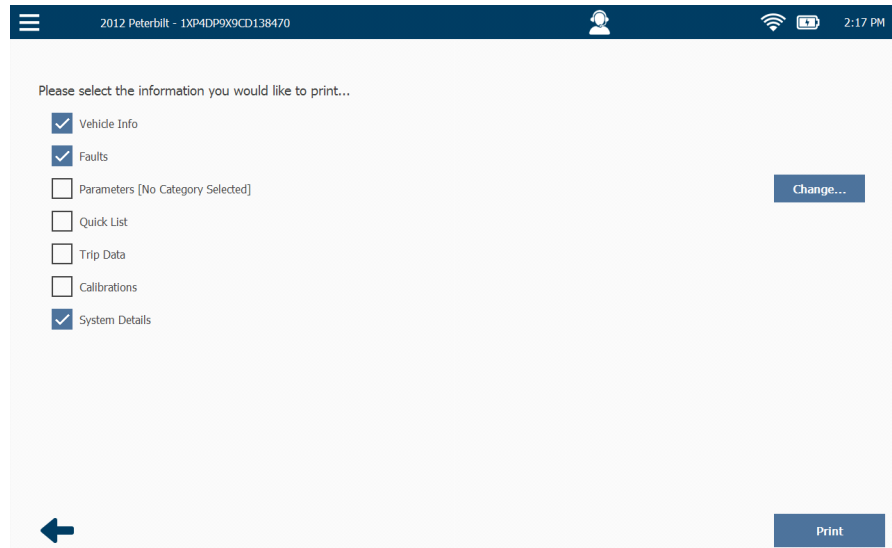 2012 Peterbilt - 1XP4DP9X9CD138470
2:17 PM
Please select the information you would like to print...
Vehicle Info
Faults
Parameters [No Category Selected]
Change...
Quick List
Trip Data
Calibrations
System Details
Print